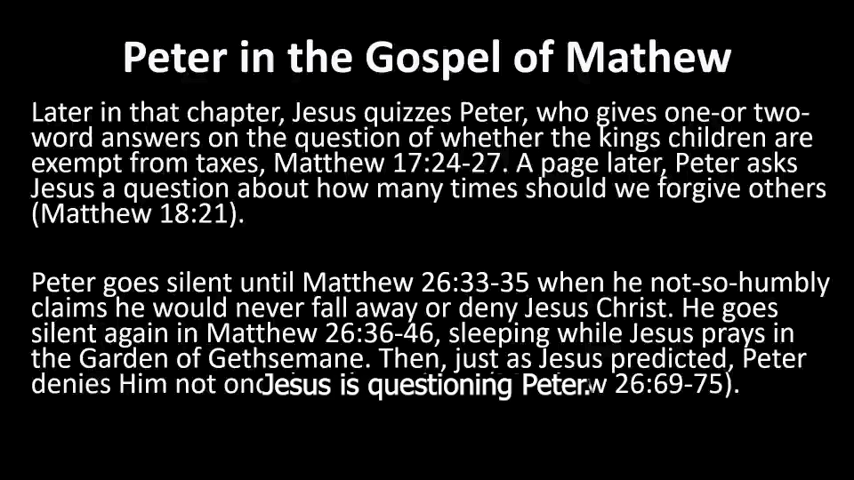 Peter in the Gospel of Mathew
Later in that chapter, Jesus quizzes Peter, who gives one-or two-
word answers on the question of whether the kings children are
exempt from taxes, Matthew 17:24-27. A page later, Peter asks
Jesus a question about how many times should we forgive others
(Matthew 18:21).
Peter goes silent until Matthew 26:33-35 when he not-so-humbly
claims he would never fall away or deny Jesus Christ. He goes
silent again in Matthew 26:36-46, sleeping while Jesus prays in
the Garden of Gethsemane. Then, just as Jesus predicted, Peter
denies Him not 26:69-75).
Jesus is questioning Peter.